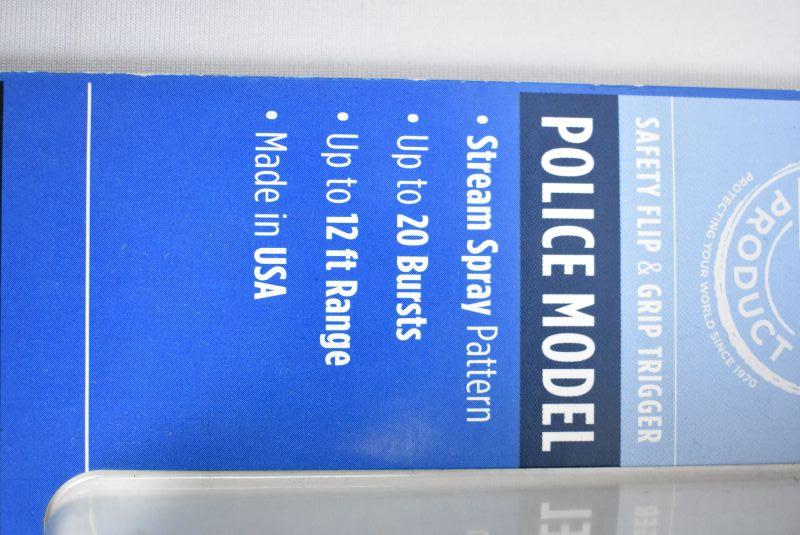 PRODUCT
PROTECTING YOUR WORLD SINCE 1970
SAFETY FLIP & GRIP TRIGGER
POLICE MODEL
• Stream Spray Pattern
• Up to 20 Bursts
• Up to 12 ft Range
• Made in USA